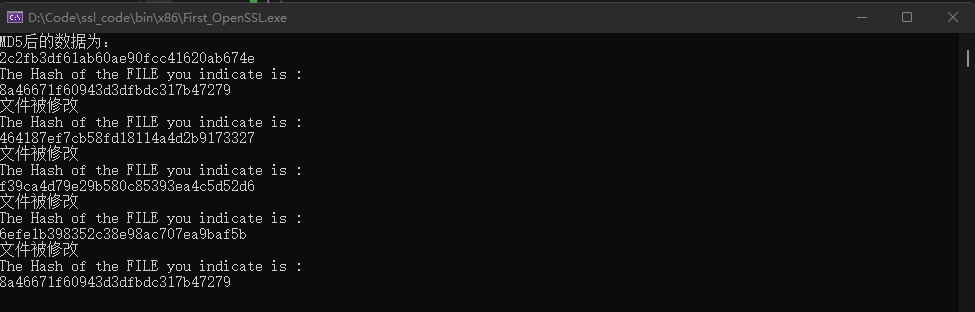 D:\Code\ssl_code\bin\x86\First_OpenSSL.exe
MD5后的数据为:
2c2fb3df61ab60ae90fcc41620ab674e
The Hash of the FILE you indicate is :
8a46671f60943d3dfbdc317b47279
文件被修改
The Hash of the FILE you indicate is :
464187ef7cb58fd18114a4d2b9173327
文件被修改
The Hash of the FILE you indicate is :
f39ca4d79e29b580c85393ea4c5d52d6
文件被修改
The Hash of the FILE you indicate is :
6efe1b398352c38e98ac707ea9baf5b
文件被修改
The Hash of the FILE you indicate is :
8a46671f60943d3dfbdc317b47279